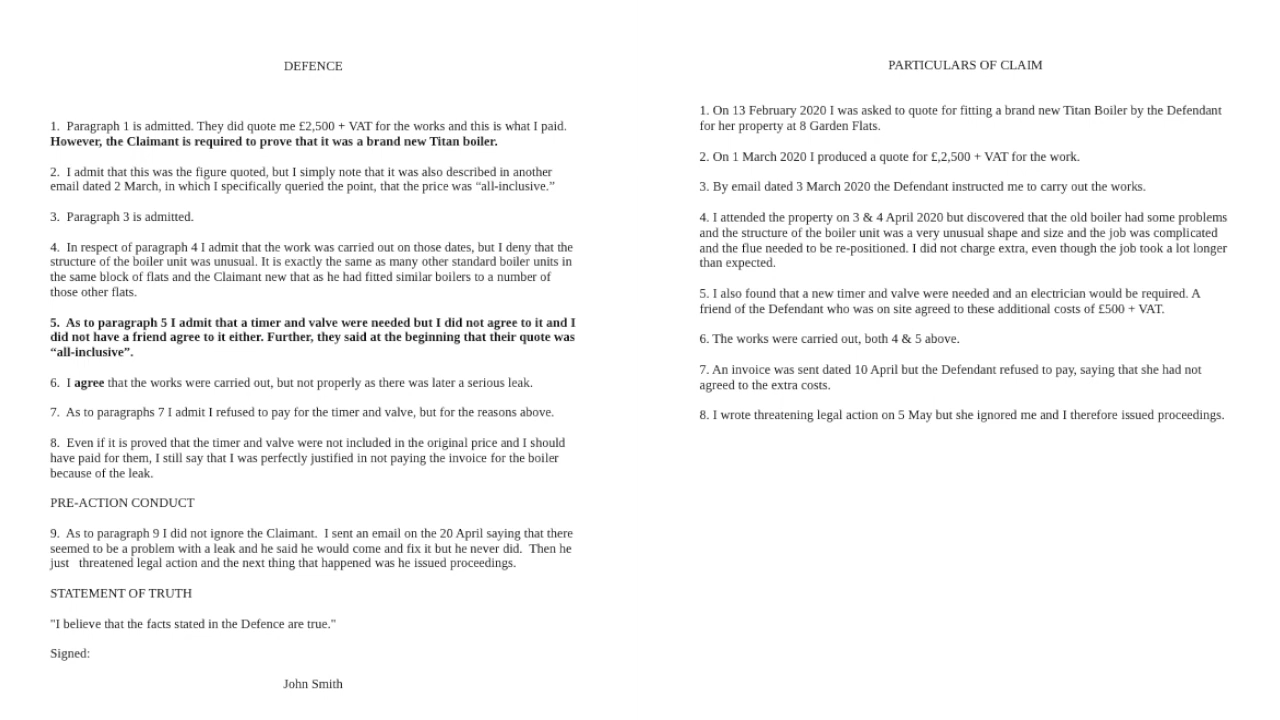 DEFENCE
1.  Paragraph 1 is admitted. They did quote me £2,500 + VAT for the works and this is what I paid.
However, the Claimant is required to prove that it was a brand new Titan boiler.
2.  I admit that this was the figure quoted, but I simply note that it was also described in another
email dated 2 March, in which I specifically queried the point, that the price was “all-inclusive.”
3.  Paragraph 3 is admitted.
4.  In respect of paragraph 4 I admit that the work was carried out on those dates, but I deny that the
structure of the boiler unit was unusual. It is exactly the same as many other standard boiler units in
the same block of flats and the Claimant new that as he had fitted similar boilers to a number of
those other flats.
5.  As to paragraph 5 I admit that a timer and valve were needed but I did not agree to it and I
did not have a friend agree to it either. Further, they said at the beginning that their quote was
“all-inclusive”.
6.  I agree that the works were carried out, but not properly as there was later a serious leak.
7.  As to paragraphs 7 I admit I refused to pay for the timer and valve, but for the reasons above.
8.  Even if it is proved that the timer and valve were not included in the original price and I should
have paid for them, I still say that I was perfectly justified in not paying the invoice for the boiler
because of the leak.
PRE-ACTION CONDUCT
9.  As to paragraph 9 I did not ignore the Claimant.  I sent an email on the 20 April saying that there
seemed to be a problem with a leak and he said he would come and fix it but he never did.  Then he
just   threatened legal action and the next thing that happened was he issued proceedings.
STATEMENT OF TRUTH
"I believe that the facts stated in the Defence are true."
Signed:
John Smith
PARTICULARS OF CLAIM
1. On 13 February 2020 I was asked to quote for fitting a brand new Titan Boiler by the Defendant
for her property at 8 Garden Flats.
2. On 1 March 2020 I produced a quote for £,2,500 + VAT for the work.
3. By email dated 3 March 2020 the Defendant instructed me to carry out the works.
4. I attended the property on 3 & 4 April 2020 but discovered that the old boiler had some problems
and the structure of the boiler unit was a very unusual shape and size and the job was complicated
and the flue needed to be re-positioned. I did not charge extra, even though the job took a lot longer
than expected.
5. I also found that a new timer and valve were needed and an electrician would be required. A
friend of the Defendant who was on site agreed to these additional costs of £500 + VAT.
6. The works were carried out, both 4 & 5 above.
7. An invoice was sent dated 10 April but the Defendant refused to pay, saying that she had not
agreed to the extra costs.
8. I wrote threatening legal action on 5 May but she ignored me and I therefore issued proceedings.